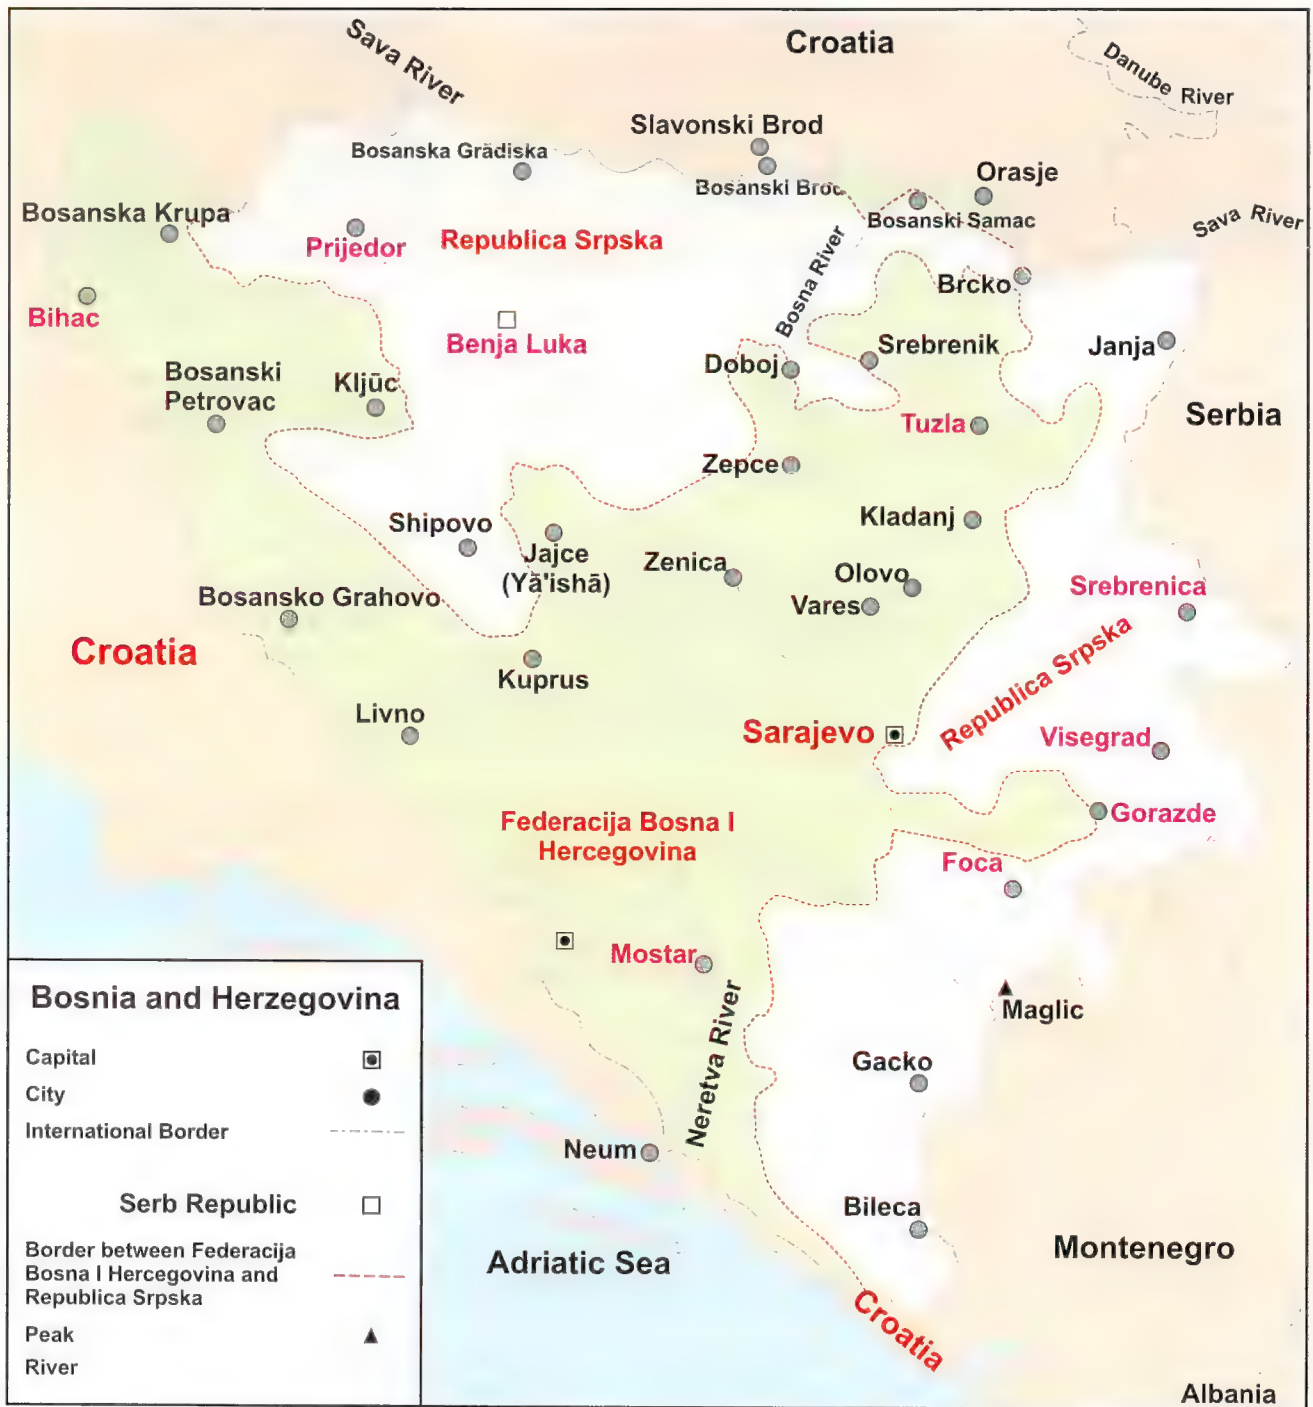 Sava River
Croatia
Danube River
Slavonski Brod
Bosanska Grādiska
Bosanski Brod
Orasje
Bosanski Samac
Sava River
Bosanska Krupa
Prijedor
Republica Srpska
Bosna River
Brcko
Bihac
Benja Luka
Doboj
Srebrenik
Janja
Bosanski
Petrovac
Kljūc
Tuzla
Serbia
Zepce
Shipovo
Kladanj
Jajce
(Yā'ishā)
Zenica
Olovo
Vares
Srebrenica
Bosansko Grahovo
Croatia
Republica Srpska
Kuprus
Livno
Sarajevo
Visegrad
Federacija Bosna I
Hercegovina
Gorazde
Foca
Mostar
Neretva River
Maglic
Gacko
Neum
Bileca
Adriatic Sea
Montenegro
Croatia
Albania
Bosnia and Herzegovina
Capital
City
International Border
Serb Republic
Border between Federacija
Bosna I Hercegovina and
Republica Srpska
Peak
River